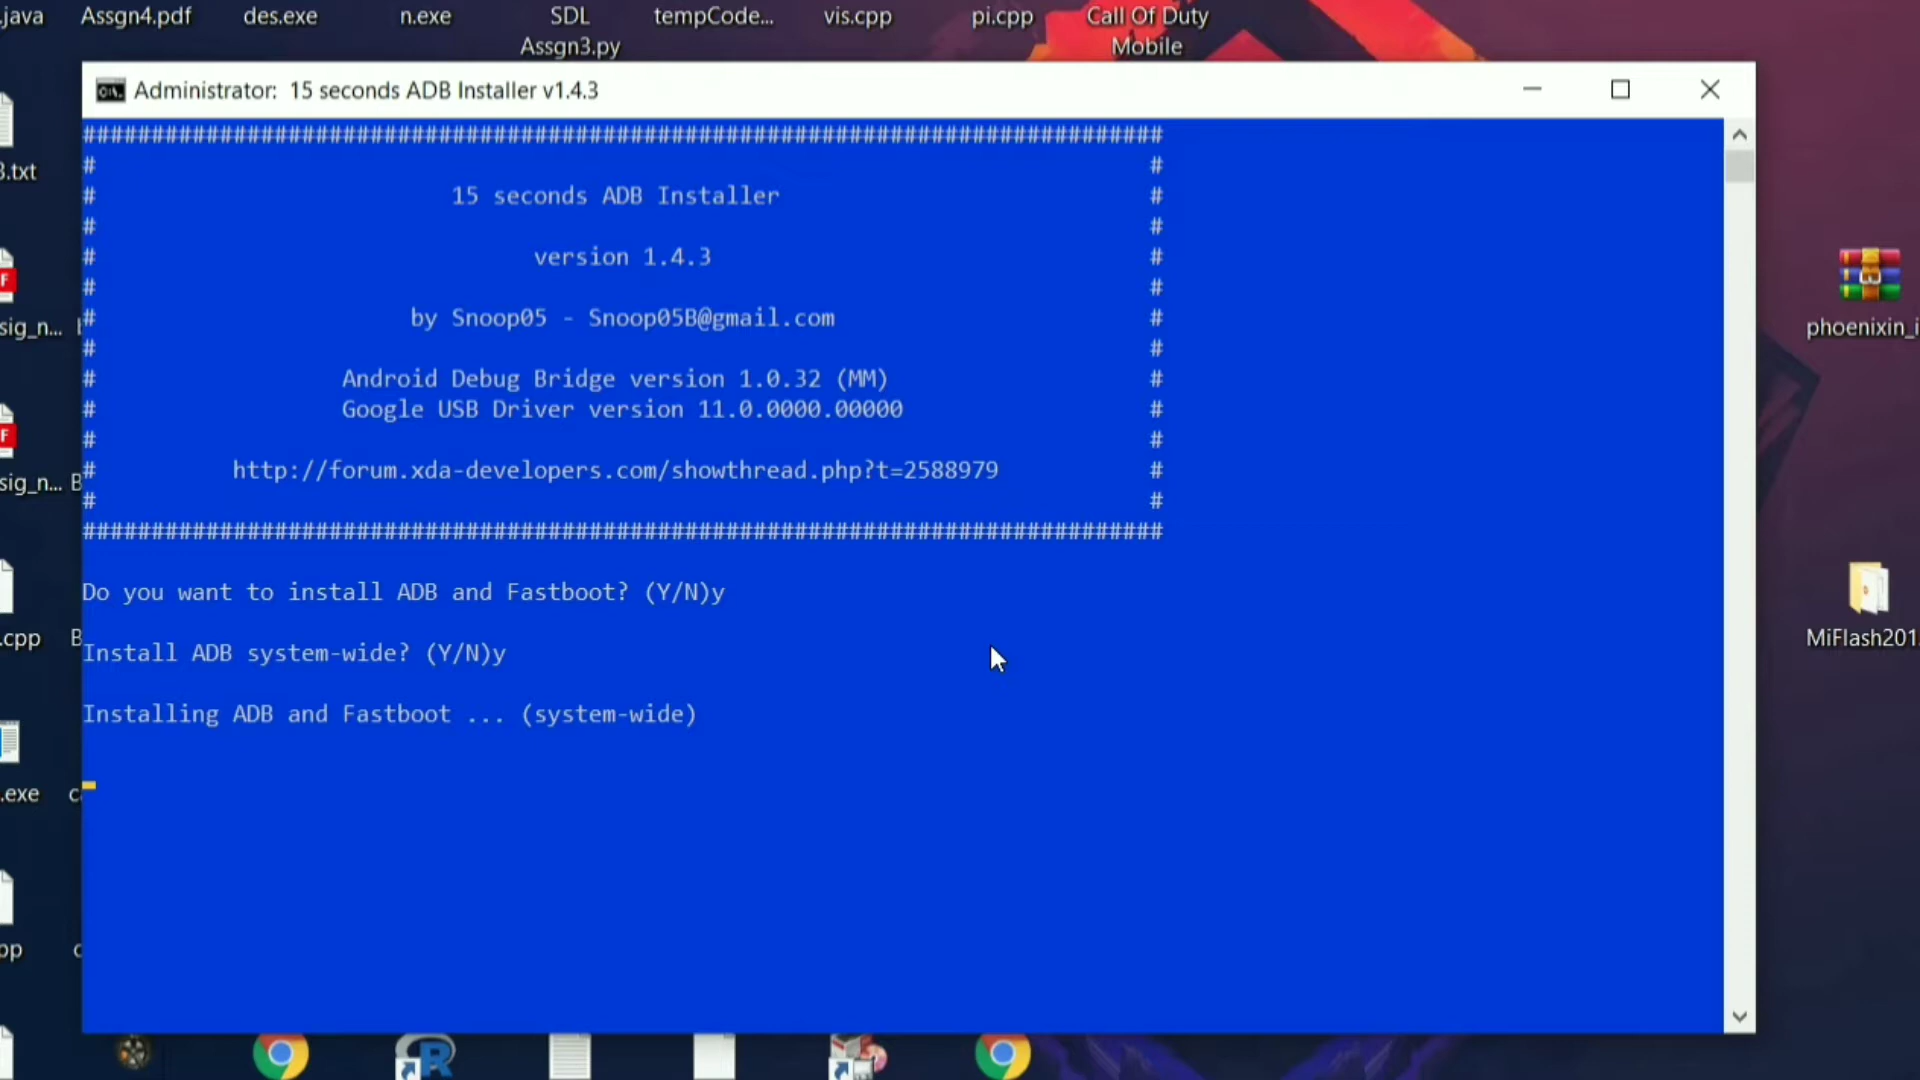 .java
Assgn4.pdf
des.exe
n.exe
SDL
Assgn3.py
tempCode...
vis.cpp
pi.cpp
Call Of Duty
Mobile
Administrator:  15 seconds ADB Installer v1.4.3
################################################################################
#                                                                              #
#                          15 seconds ADB Installer                            #
#                                                                              #
#                                version 1.4.3                                 #
#                                                                              #
#                       by Snoop05 - Snoop05B@gmail.com                        #
#                                                                              #
#                  Android Debug Bridge version 1.0.32 (MM)                    #
#                  Google USB Driver version 11.0.0000.00000                   #
#                                                                              #
#          http://forum.xda-developers.com/showthread.php?t=2588979            #
#                                                                              #
################################################################################
Do you want to install ADB and Fastboot? (Y/N)y
Install ADB system-wide? (Y/N)y
Installing ADB and Fastboot ... (system-wide)
.txt
sig_n...
sig_n...
B
.cpp
B
.exe
c
pp
phoenixin_i
MiFlash201